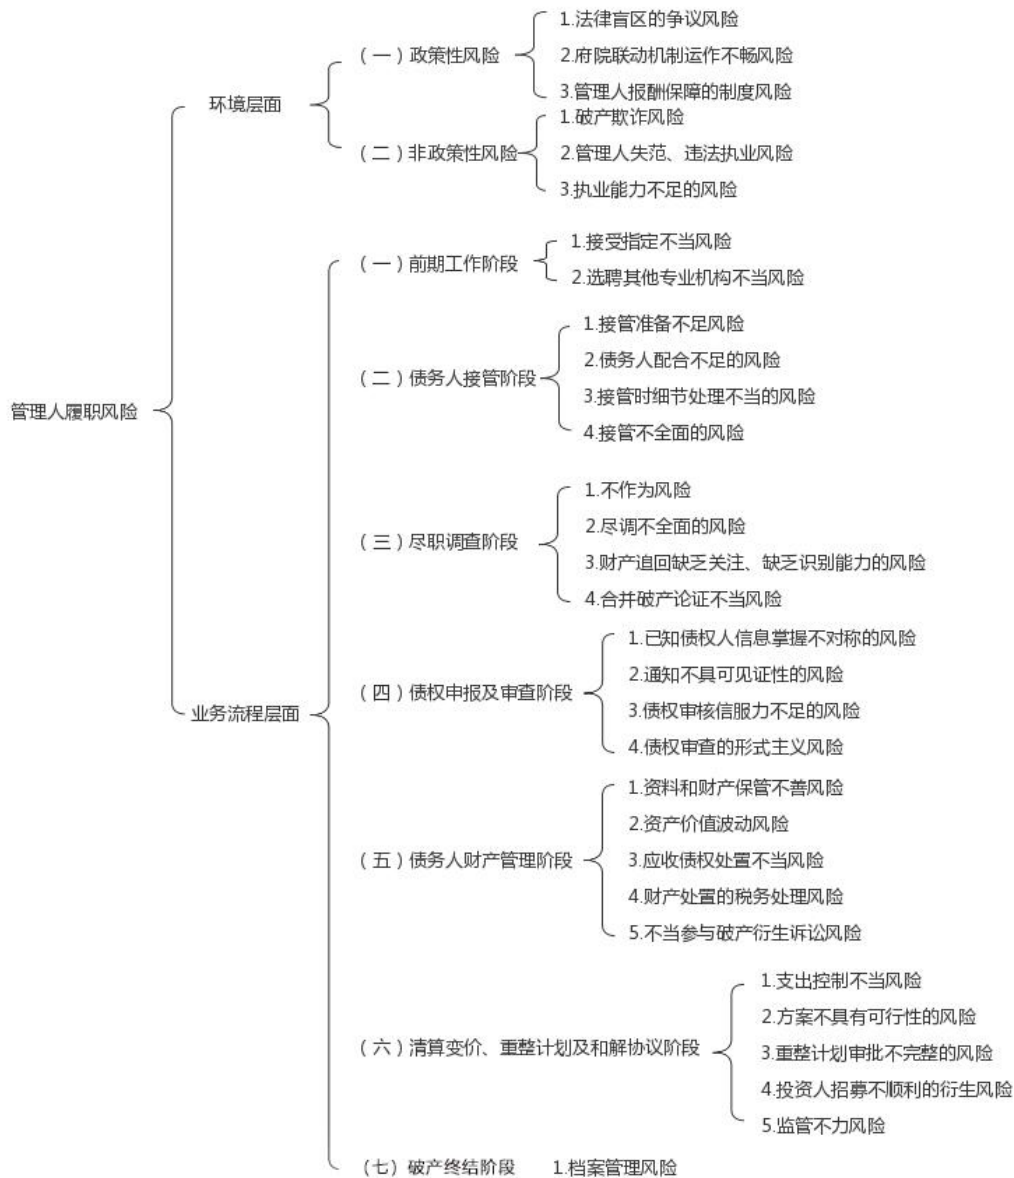 管理人履职风险
环境层面
（一）政策性风险
1.法律盲区的争议风险
2.府院联动机制运作不畅风险
3.管理人报酬保障的制度风险
（二）非政策性风险
1.破产欺诈风险
2.管理人失范、违法执业风险
3.执业能力不足的风险
业务流程层面
（一）前期工作阶段
1.接受指定不当风险
2.选聘其他专业机构不当风险
（二）债务人接管阶段
1.接管准备不足风险
2.债务人配合不足的风险
3.接管时细节处理不当的风险
4.接管不全面的风险
（三）尽职调查阶段
1.不作为风险
2.尽调不全面的风险
3.财产追回缺乏关注、缺乏识别能力的风险
4.合并破产论证不当风险
（四）债权申报及审查阶段
1.已知债权人信息掌握不对称的风险
2.通知不具可见证性的风险
3.债权审核信服力不足的风险
4.债权审查的形式主义风险
（五）债务人财产管理阶段
1.资料和财产保管不善风险
2.资产价值波动风险
3.应收债权处置不当风险
4.财产处置的税务处理风险
5.不当参与破产衍生诉讼风险
（六）清算变价、重整计划及和解协议阶段
1.支出控制不当风险
2.方案不具有可行性的风险
3.重整计划审批不完整的风险
4.投资人招募不顺利的衍生风险
5.监管不力风险
（七）破产终结阶段
1.档案管理风险